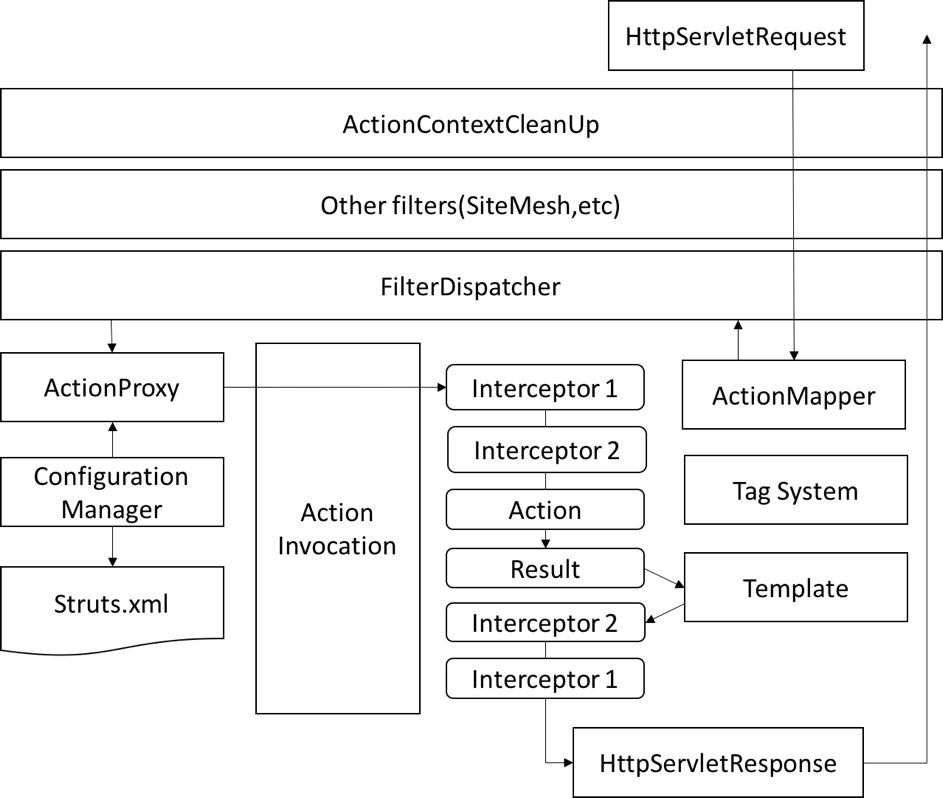 HttpServletRequest
ActionContextCleanUp
Other filters(SiteMesh,etc)
FilterDispatcher
ActionProxy
Configuration
Manager
Struts.xml
Action
Invocation
Interceptor 1
Interceptor 2
Action
Result
Interceptor 2
Interceptor 1
ActionMapper
Tag System
Template
HttpServletResponse